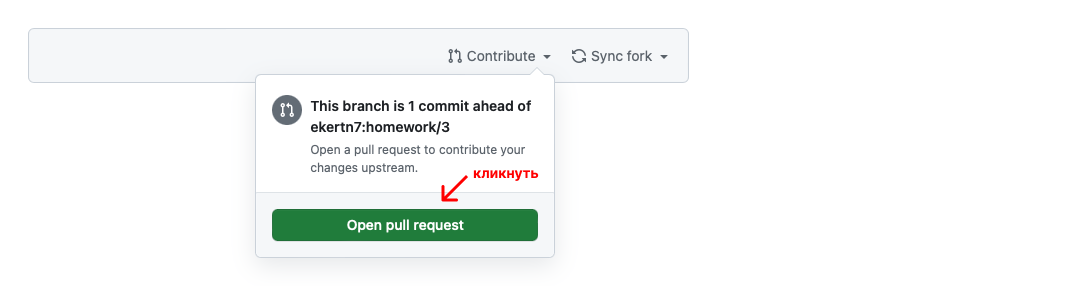 Contribute Sync fork
This branch is 1 commit ahead of
ekertn7:homework/3
Open a pull request to contribute your
changes upstream.
кликнуть
Open pull request